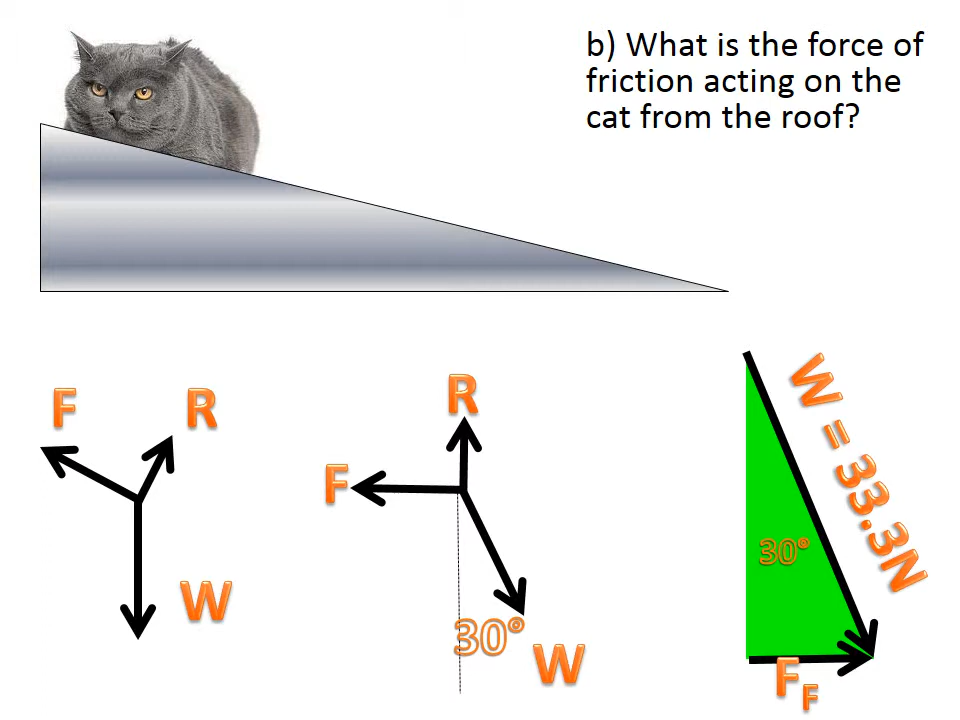 b) What is the force of
friction acting on the
cat from the roof?
F
R
W
R
F
30°
W
W = 33.3N
30°
FF